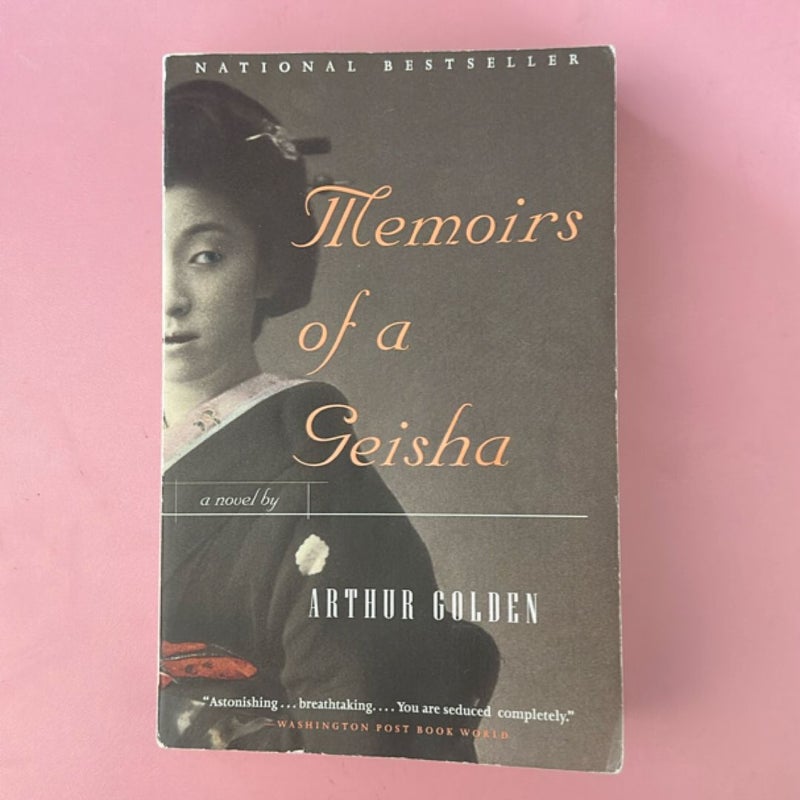 NATIONAL BESTSELLER
Memoirs
of a
Geisha
a novel by
ARTHUR GOLDEN
“Astonishing... breathtaking.... You are seduced completely.”
—WASHINGTON POST BOOK WORLD